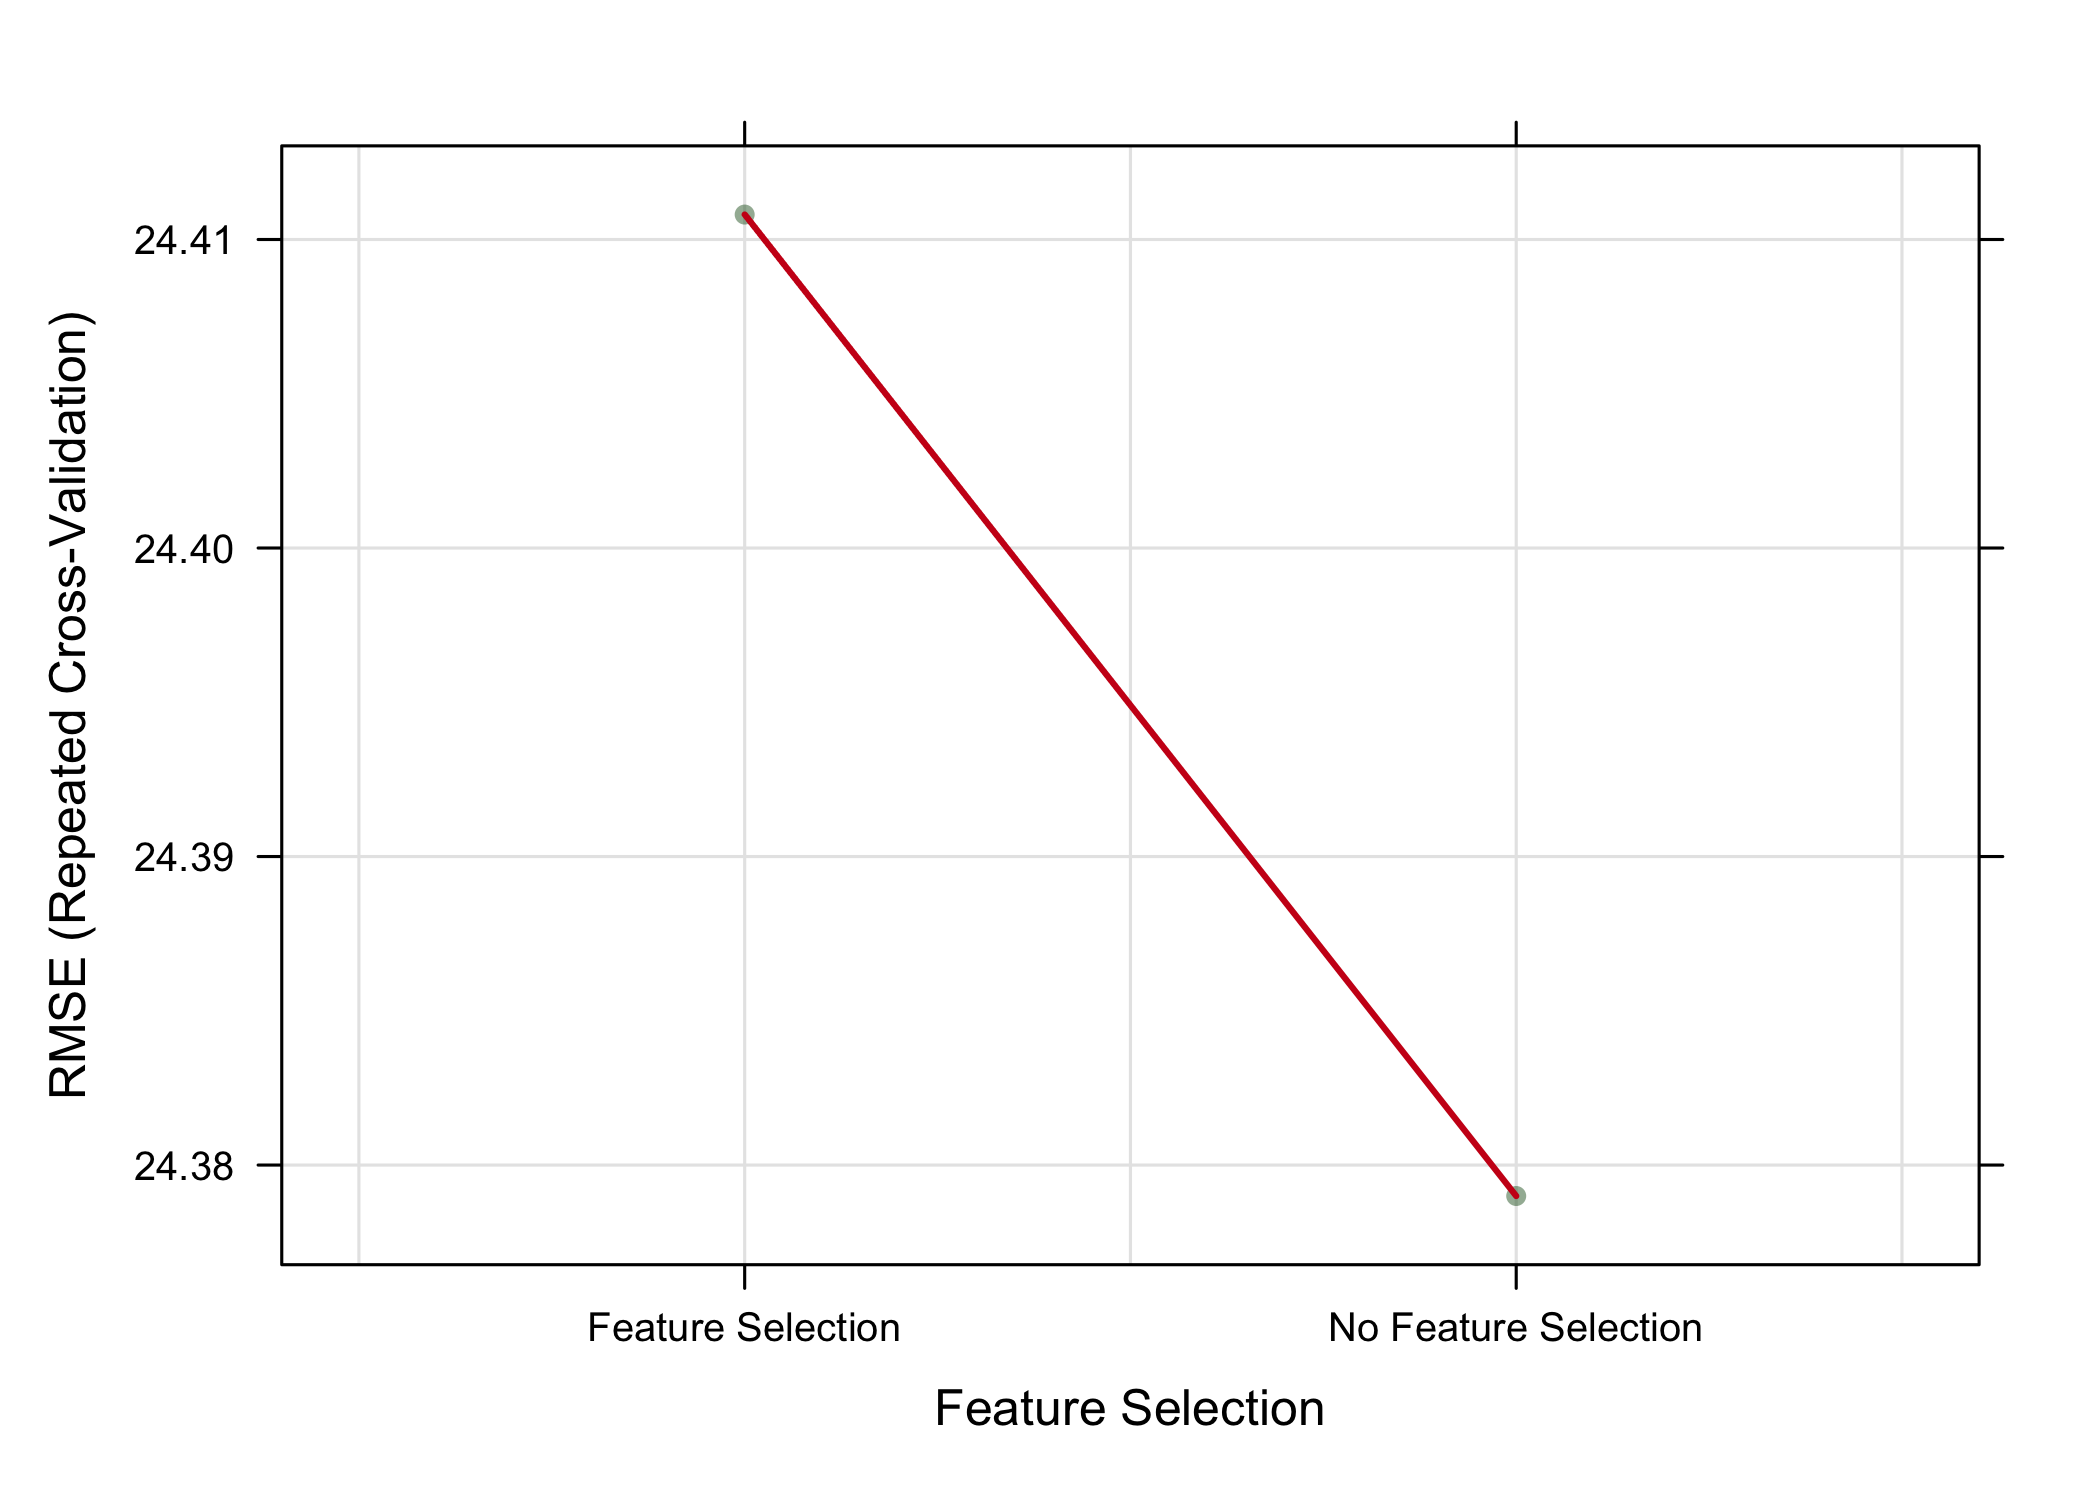 RMSE (Repeated Cross-Validation)
24.41
24.40
24.39
24.38
Feature Selection
No Feature Selection
Feature Selection